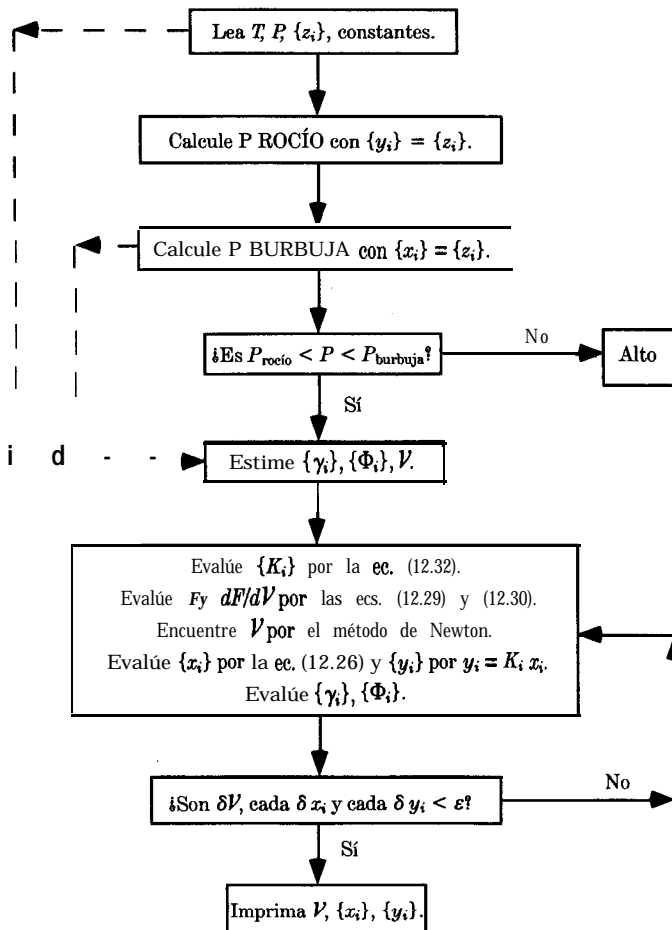 Lea T, P, {z_i}, constantes.
Calcule P ROCÍO con {y_i} = {z_i}.
Calcule P BURBUJA con {x_i} = {z_i}.
¿Es P_rocío < P < P_burbuja?
No
Alto
Sí
i d - -
Estime {γ_i}, {Φ_i}, V.
Evalúe {K_i} por la ec. (12.32).
Evalúe F y dF/dV por las ecs. (12.29) y (12.30).
Encuentre V por el método de Newton.
Evalúe {x_i} por la ec. (12.26) y {y_i} por y_i = K_i x_i.
Evalúe {γ_i}, {Φ_i}.
¿Son δV, cada δ x_i y cada δ y_i < ε?
No
Sí
Imprima V, {x_i}, {y_i}.